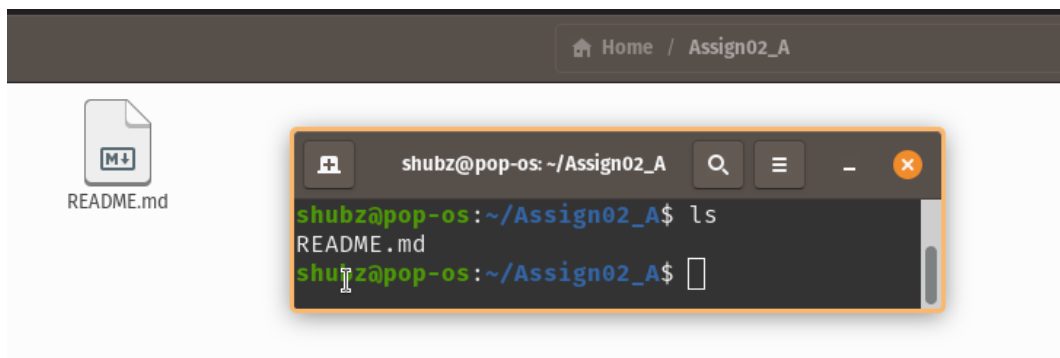 Home / Assign02_A
M
README.md
shubz@pop-os: ~/Assign02_A
shubz@pop-os:~/Assign02_A$ ls
README.md
shubz@pop-os:~/Assign02_A$